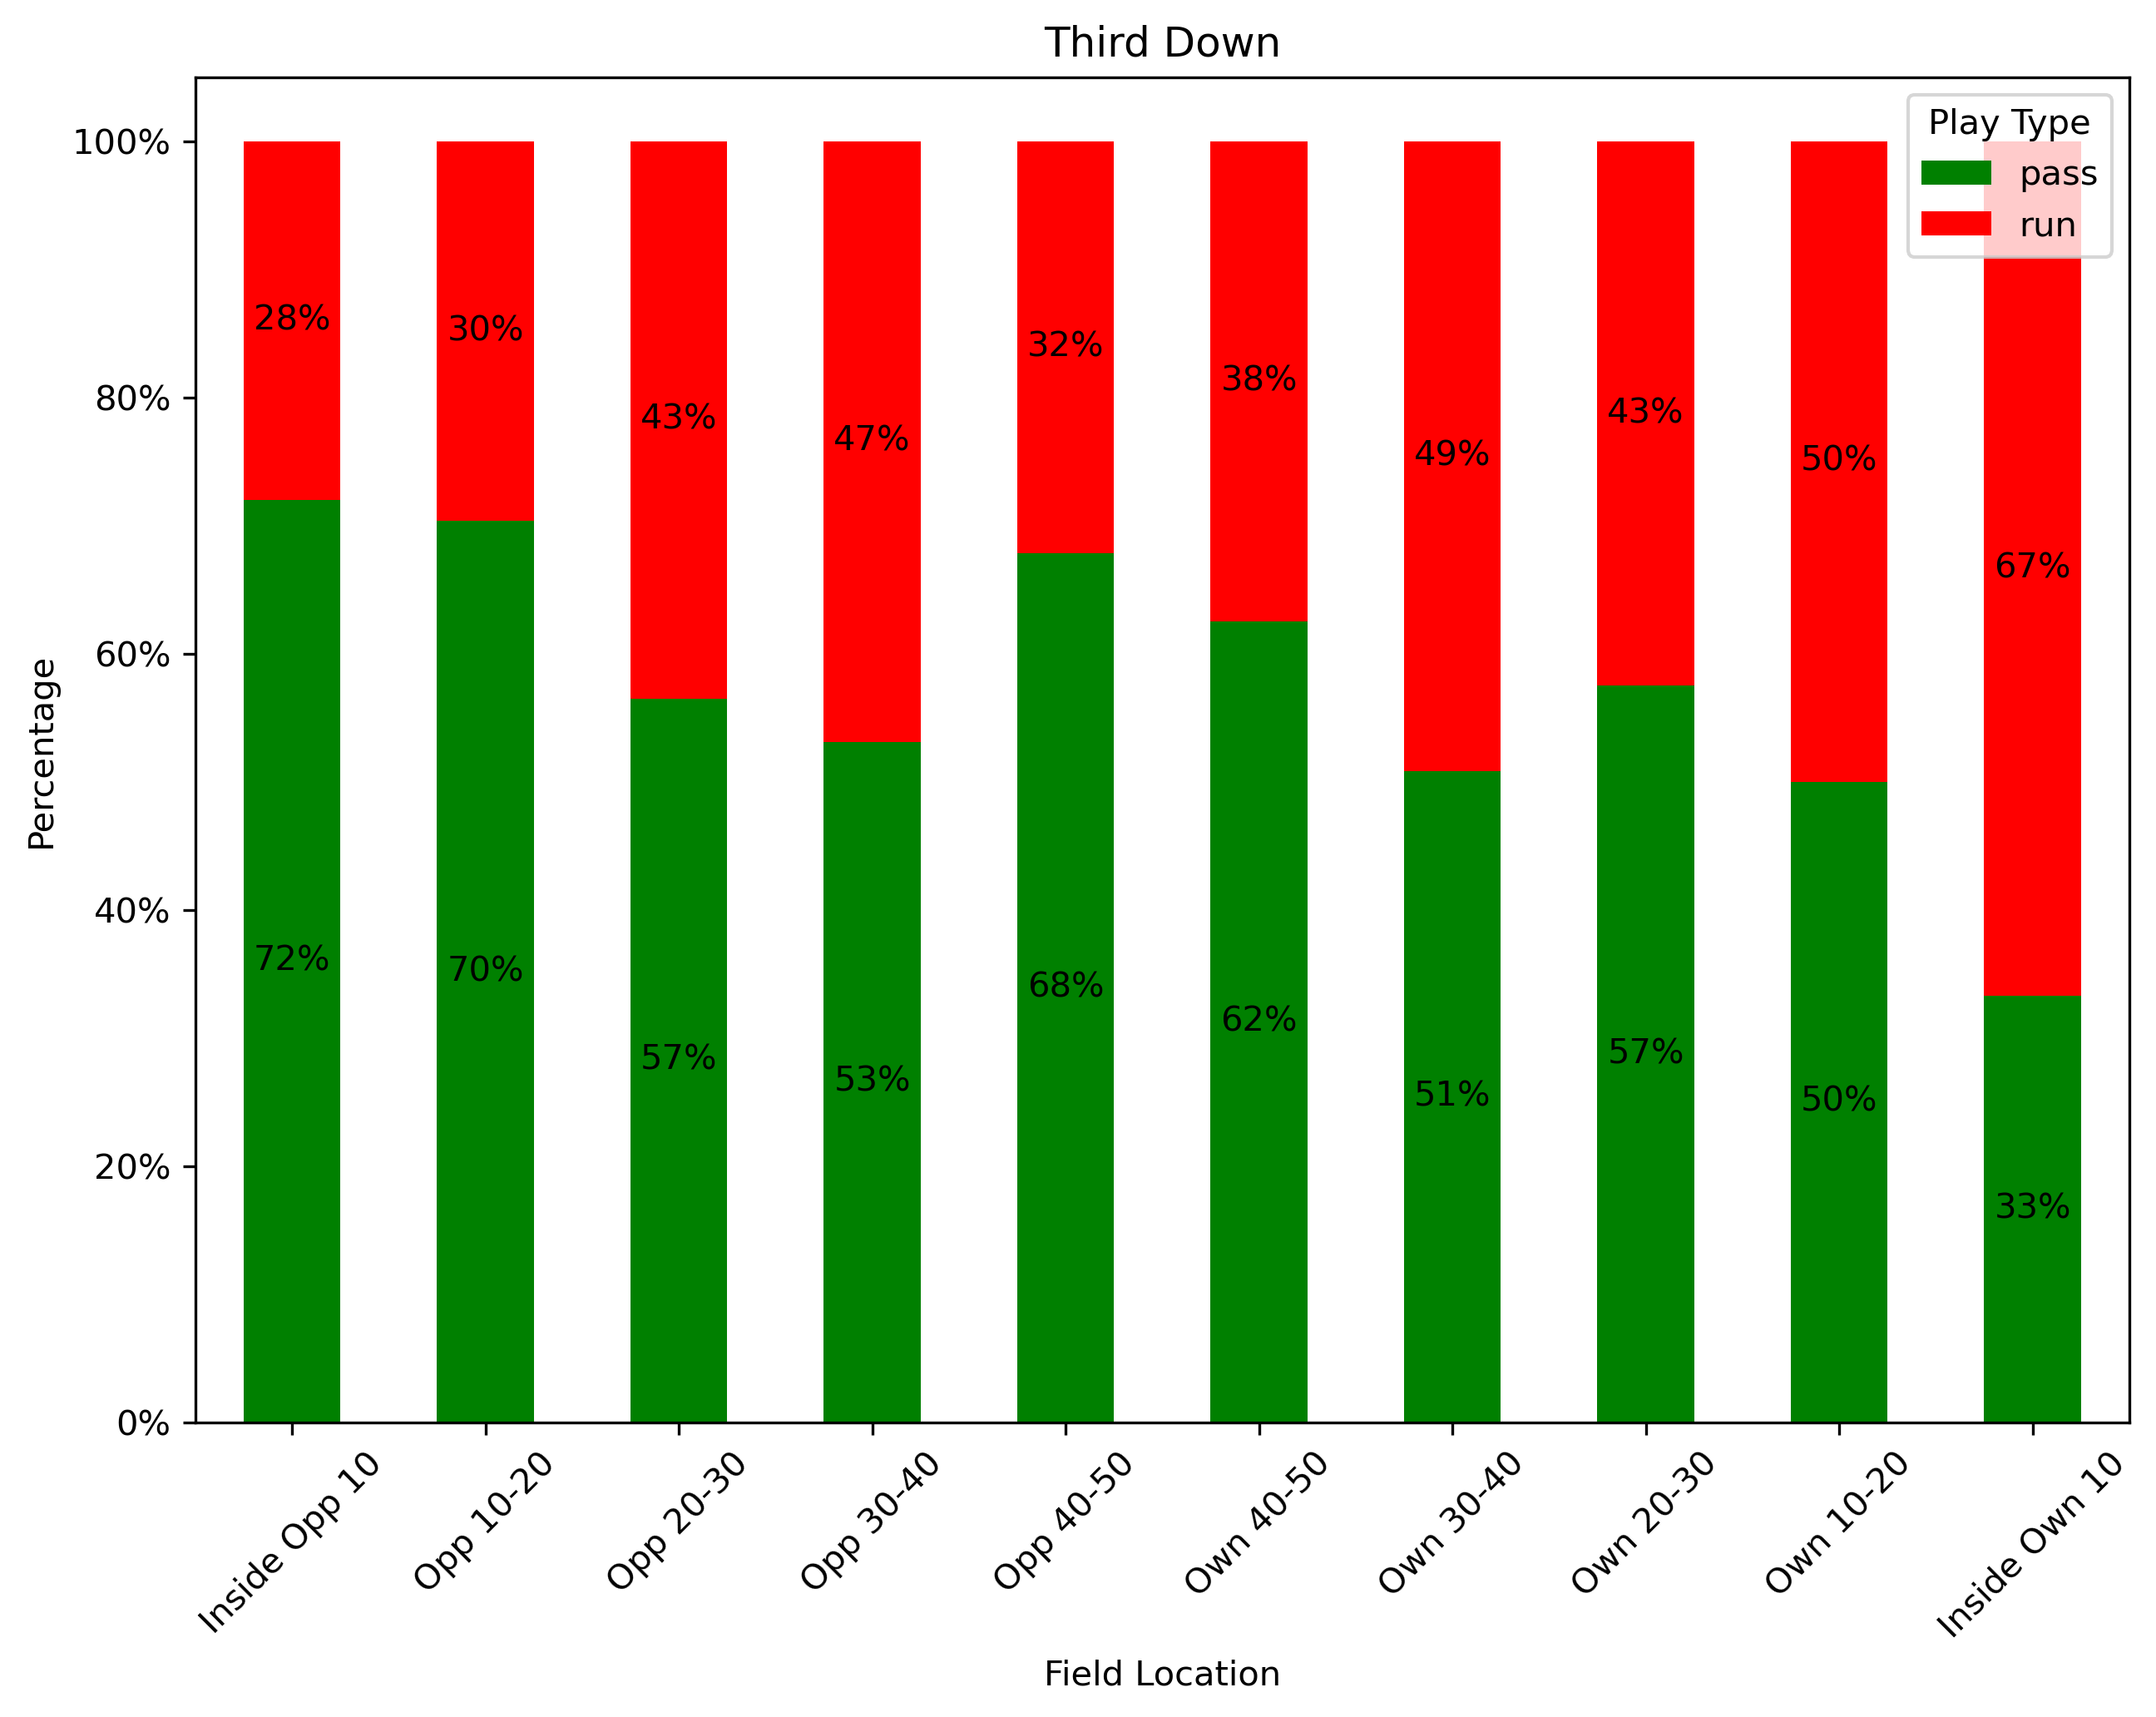 Third Down
Play Type
pass
run
100%
80%
60%
40%
20%
0%
Percentage
28%
30%
43%
47%
32%
38%
49%
43%
50%
67%
72%
70%
57%
53%
68%
62%
51%
57%
50%
33%
Inside Opp 10
Opp 10-20
Opp 20-30
Opp 30-40
Opp 40-50
Own 40-50
Own 30-40
Own 20-30
Own 10-20
Inside Own 10
Field Location